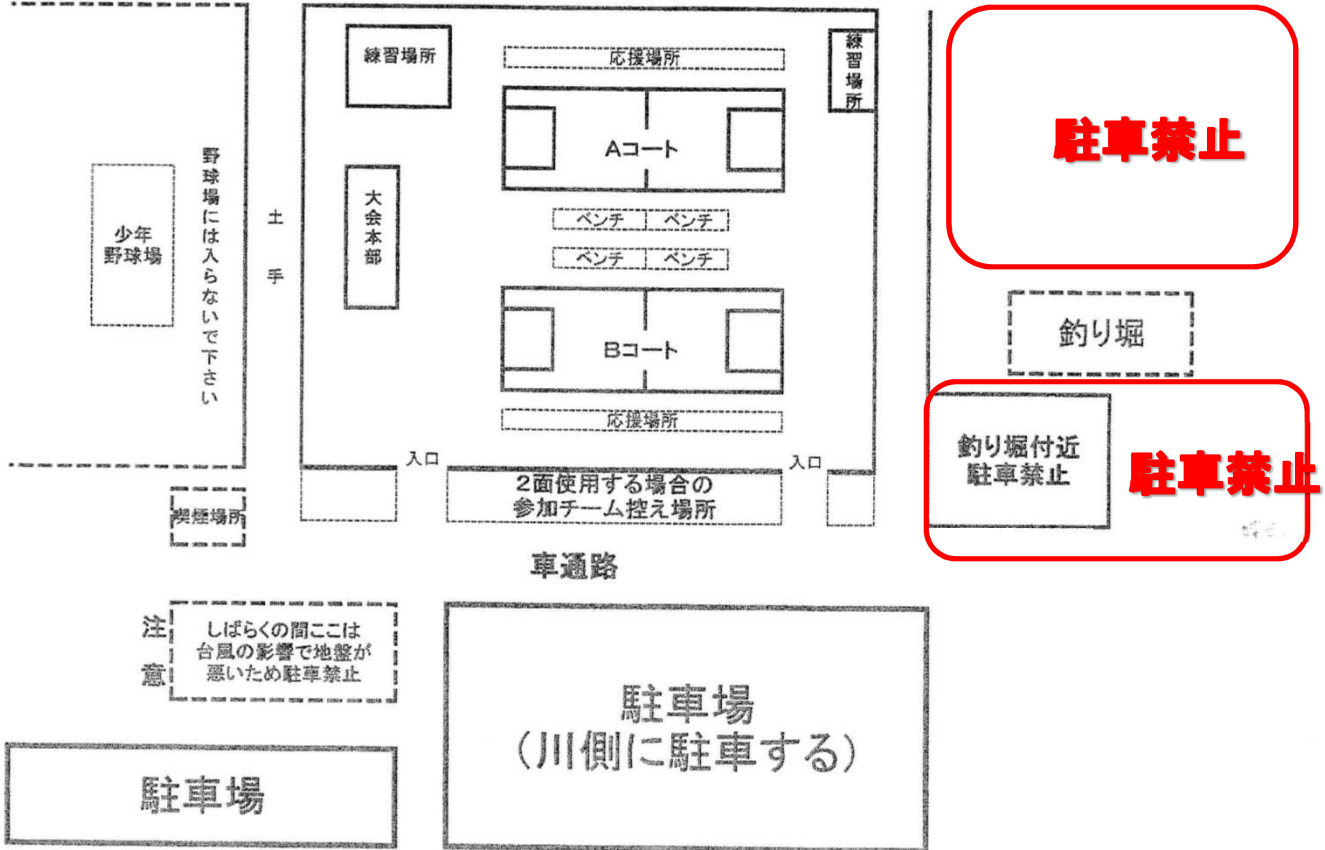 練習場所
応援場所
練習場所
駐車禁止
Aコート
野球場には入らないで下さい
土手
大会本部
少年
野球場
ベンチ
ベンチ
ベンチ
ベンチ
釣り堀
Bコート
応援場所
釣り堀付近
駐車禁止
駐車禁止
入口
入口
2面使用する場合の
参加チーム控え場所
喫煙場所
車通路
注意
しばらくの間ここは
台風の影響で地盤が
悪いため駐車禁止
駐車場
(川側に駐車する)
駐車場